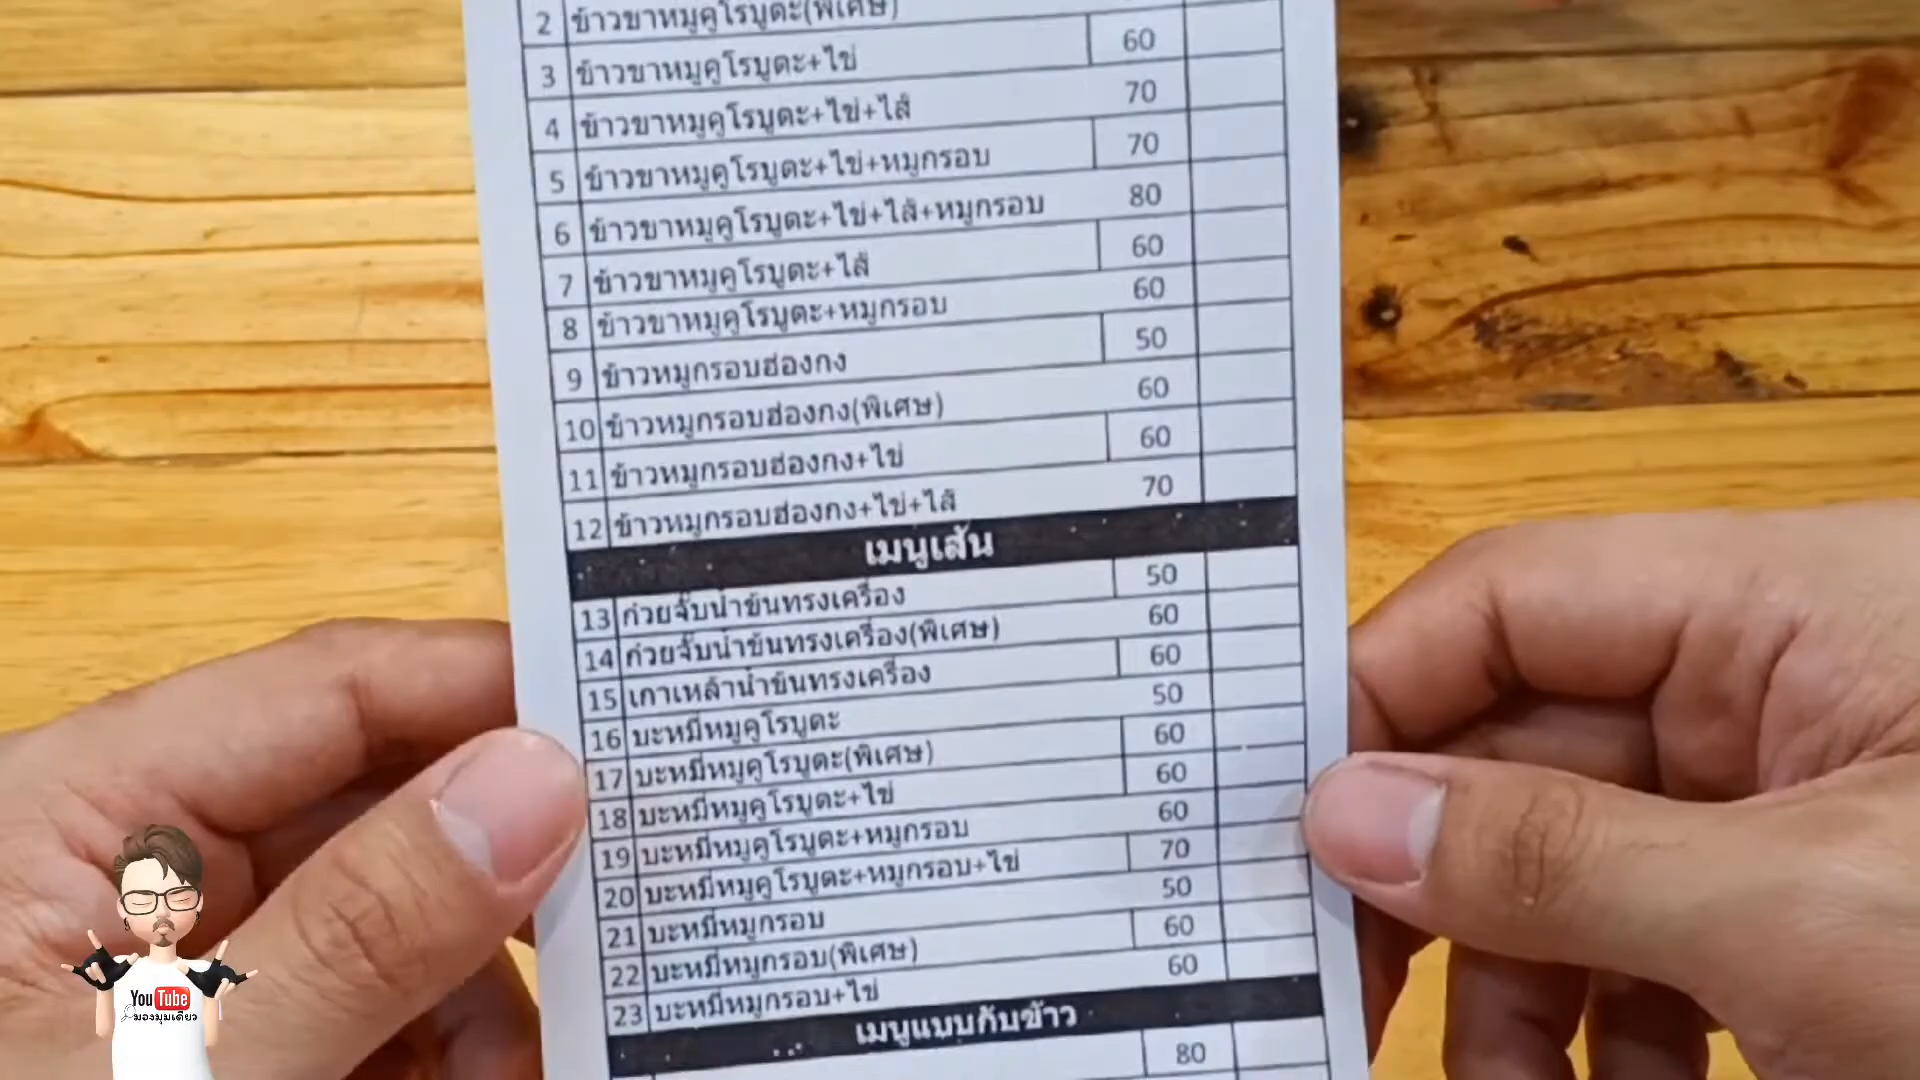 2 ข้าวขาหมูคูโรบูตะ(พิเศษ)
3 ข้าวขาหมูคูโรบูตะ+ไข่ 60
4 ข้าวขาหมูคูโรบูตะ+ไข่+ไส้ 70
5 ข้าวขาหมูคูโรบูตะ+ไข่+หมูกรอบ 70
6 ข้าวขาหมูคูโรบูตะ+ไข่+ไส้+หมูกรอบ 80
7 ข้าวขาหมูคูโรบูตะ+ไส้ 60
8 ข้าวขาหมูคูโรบูตะ+หมูกรอบ 60
9 ข้าวหมูกรอบฮ่องกง 50
10 ข้าวหมูกรอบฮ่องกง(พิเศษ) 60
11 ข้าวหมูกรอบฮ่องกง+ไข่ 60
12 ข้าวหมูกรอบฮ่องกง+ไข่+ไส้ 70
เมนูเส้น
13 ก๋วยจั๊บน้ำข้นทรงเครื่อง 50
14 ก๋วยจั๊บน้ำข้นทรงเครื่อง(พิเศษ) 60
15 เกาเหล้าน้ำข้นทรงเครื่อง 60
16 บะหมี่หมูคูโรบูตะ 50
17 บะหมี่หมูคูโรบูตะ(พิเศษ) 60
18 บะหมี่หมูคูโรบูตะ+ไข่ 60
19 บะหมี่หมูคูโรบูตะ+หมูกรอบ 60
20 บะหมี่หมูคูโรบูตะ+หมูกรอบ+ไข่ 70
21 บะหมี่หมูกรอบ 50
22 บะหมี่หมูกรอบ(พิเศษ) 60
23 บะหมี่หมูกรอบ+ไข่ 60
เมนูแบบกับข้าว
80
YouTube
มองมุมเดียว